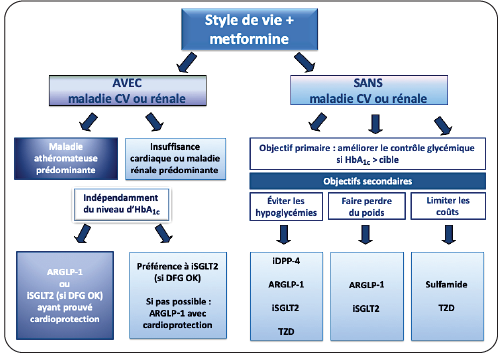 Style de vie +
metformine
AVEC
maladie CV ou rénale
SANS
maladie CV ou rénale
Maladie
athéromateuse
prédominante
Insuffisance
cardiaque ou maladie
rénale prédominante
Objectif primaire : améliorer le contrôle glycémique
si HbA1c > cible
Objectifs secondaires
Indépendamment
du niveau d'HbA1c
Éviter les
hypoglycémies
Faire perdre
du poids
Limiter les
coûts
ARGLP-1
ou
iSGLT2 (si DFG OK)
ayant prouvé
cardioprotection
Préférence à iSGLT2
(si DFG OK)
Si pas possible :
ARGLP-1 avec
cardioprotection
iDPP-4
ARGLP-1
iSGLT2
TZD
ARGLP-1
iSGLT2
Sulfamide
TZD